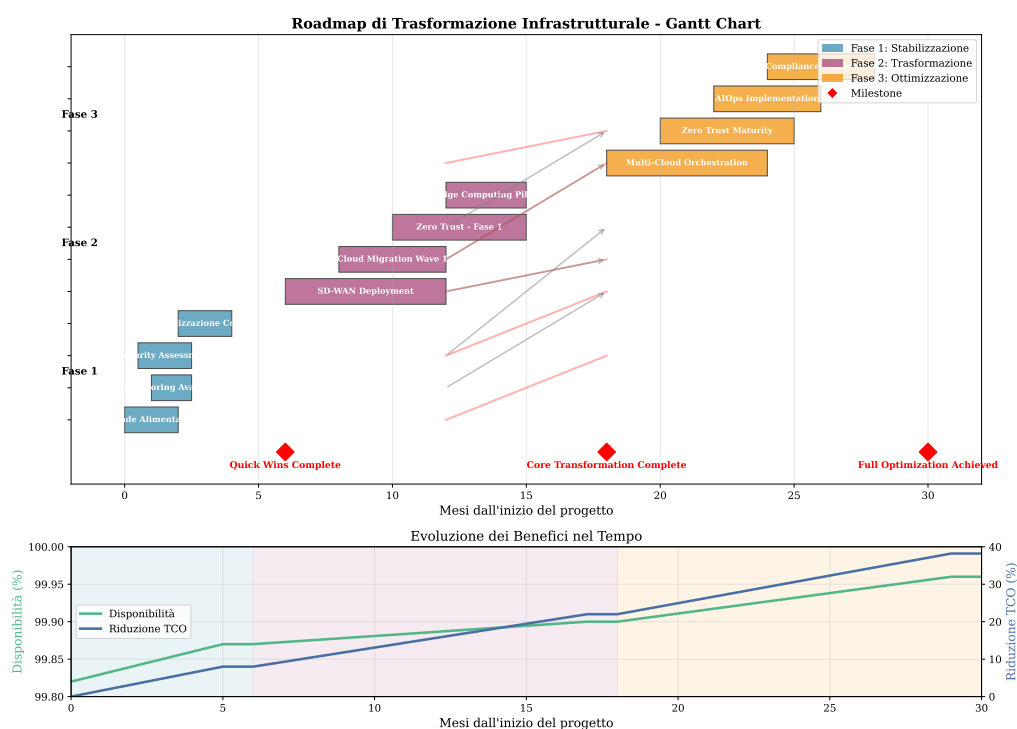 Roadmap di Trasformazione Infrastrutturale - Gantt Chart
Fase 1: Stabilizzazione
Fase 2: Trasformazione
Fase 3: Ottimizzazione
Milestone
Compliance
AIOps Implementation
Fase 3
Zero Trust Maturity
Multi-Cloud Orchestration
Computing
Zero Trust - Fase 1
Fase 2
Cloud Migration Wave 1
SD-WAN Deployment
Fase 1
Quick Wins Complete
Core Transformation Complete
Full Optimization Achieved
0 5 10 15 20 25 30
Mesi dall'inizio del progetto
Evoluzione dei Benefici nel Tempo
100.00
99.95
99.90
99.85
99.80
Disponibilità (%)
Disponibilità
Riduzione TCO
40
30
20
10
0
Riduzione TCO (%)
0 5 10 15 20 25 30
Mesi dall'inizio del progetto